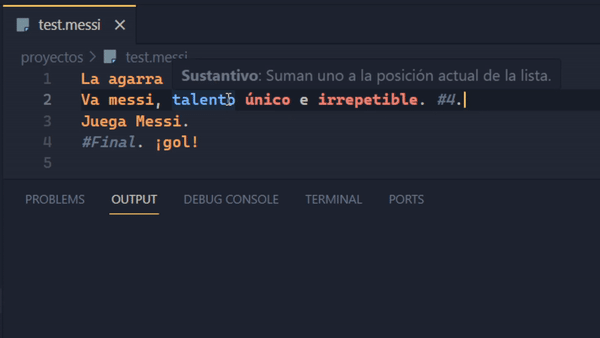 test.messi
proyectos > test.messi
1 La agarra
Sustantivo: Suman uno a la posición actual de la lista.
2 Va messi, talento único e irrepetible. #4.
3 Juega Messi.
4 #Final. ¡gol!
5
PROBLEMS OUTPUT DEBUG CONSOLE TERMINAL PORTS